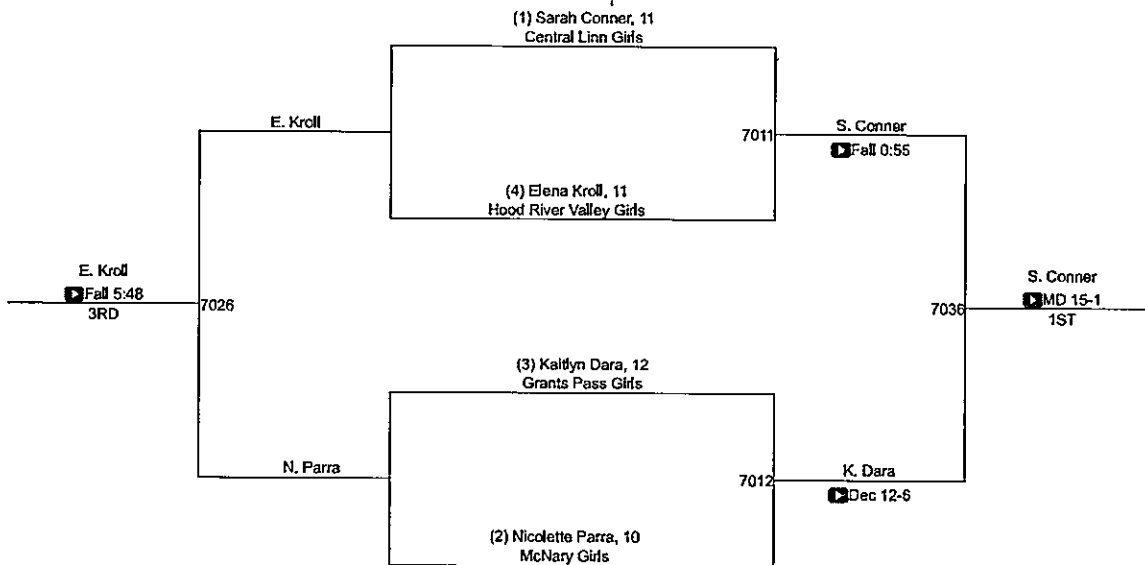 (1) Sarah Conner, 11
Central Linn Girls
E. Kroll
7011
S. Conner
Fall 0:55
(4) Elena Kroll, 11
Hood River Valley Girls
E. Kroll
Fall 5:48
3RD
7026
7036
S. Conner
MD 15-1
1ST
(3) Kaitlyn Dara, 12
Grants Pass Girls
N. Parra
7012
K. Dara
Dec 12-6
(2) Nicolette Parra, 10
McNary Girls